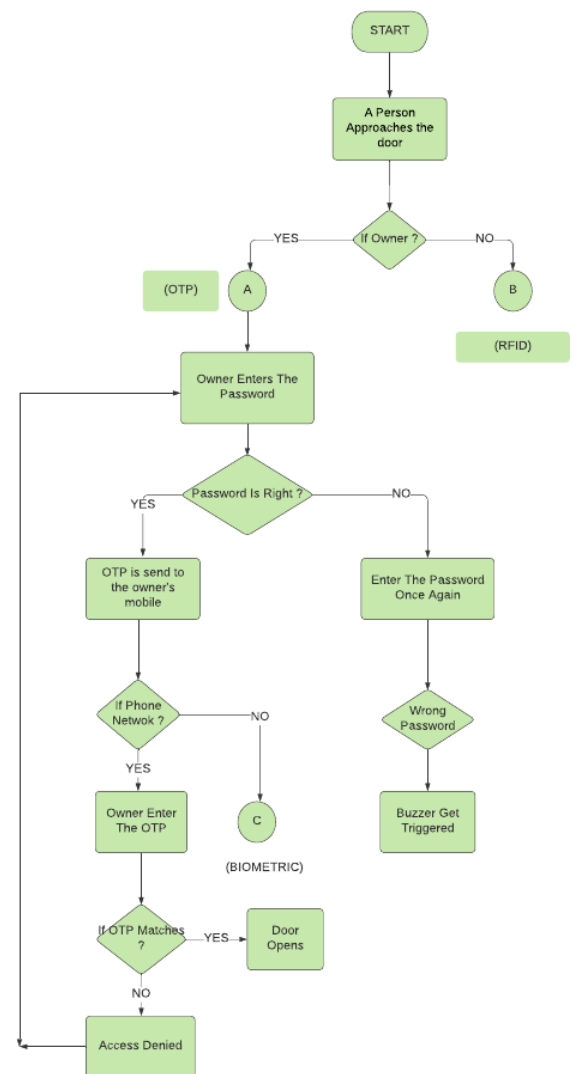 START
A Person
Approaches the
door
If Owner ?
YES
NO
(OTP)
A
B
(RFID)
Owner Enters The
Password
Password Is Right ?
YES
NO
OTP is send to
the owner's
mobile
Enter The Password
Once Again
If Phone
Netwok ?
NO
Wrong
Password
YES
Owner Enter
The OTP
C
Buzzer Get
Triggered
(BIOMETRIC)
If OTP Matches
?
YES
Door
Opens
NO
Access Denied